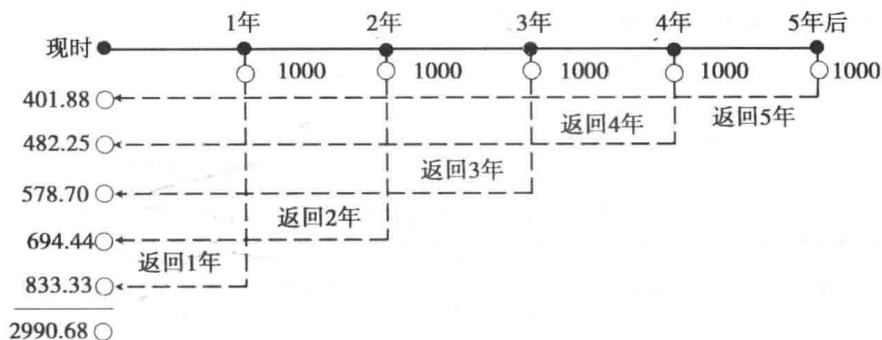 1年 2年 3年 4年 5年后
现时
1000 1000 1000 1000 1000
401.88
返回4年 返回5年
482.25
返回3年
578.70
返回2年
694.44
返回1年
833.33
2990.68